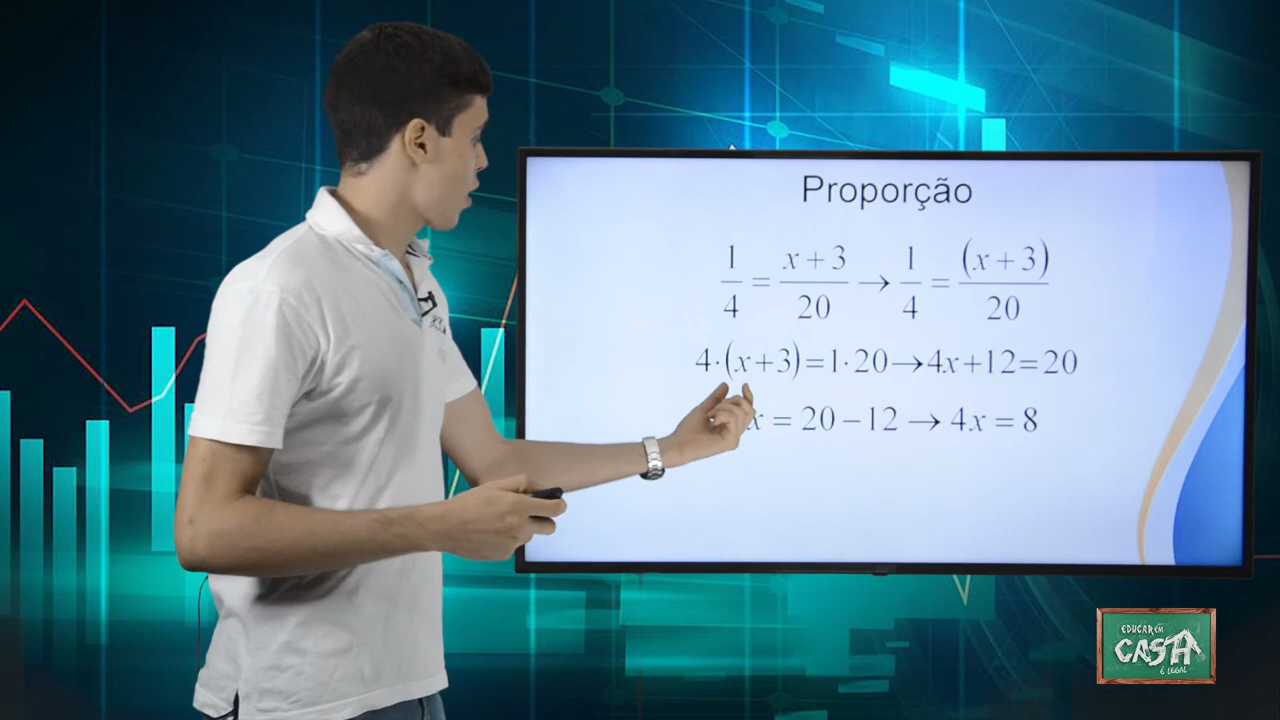 Proporção
1/4 = x + 3/20 → 1/4 = (x + 3)/20
4·(x+3)=1·20→4x+12=20
x = 20 − 12 → 4x = 8
EDUCAR EM
CASA
É LEGAL